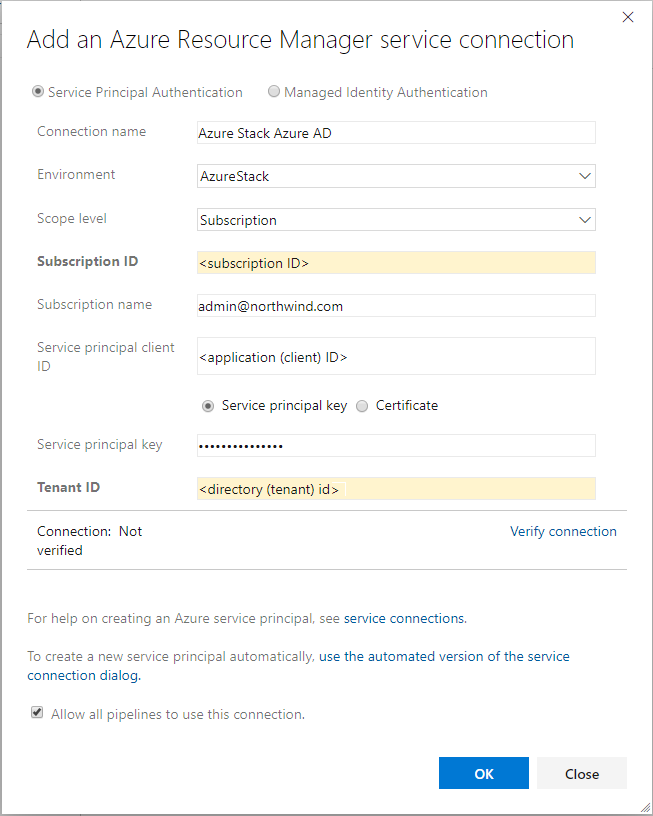 Add an Azure Resource Manager service connection
Service Principal Authentication Managed Identity Authentication
Connection name Azure Stack Azure AD
Environment AzureStack
Scope level Subscription
Subscription ID <subscription ID>
Subscription name admin@northwind.com
Service principal client
ID
<application (client) ID>
Service principal key Certificate
Service principal key •••••••••••••••
Tenant ID <directory (tenant) id>
Connection: Not
verified
Verify connection
For help on creating an Azure service principal, see service connections.
To create a new service principal automatically, use the automated version of the service
connection dialog.
Allow all pipelines to use this connection.
OK Close